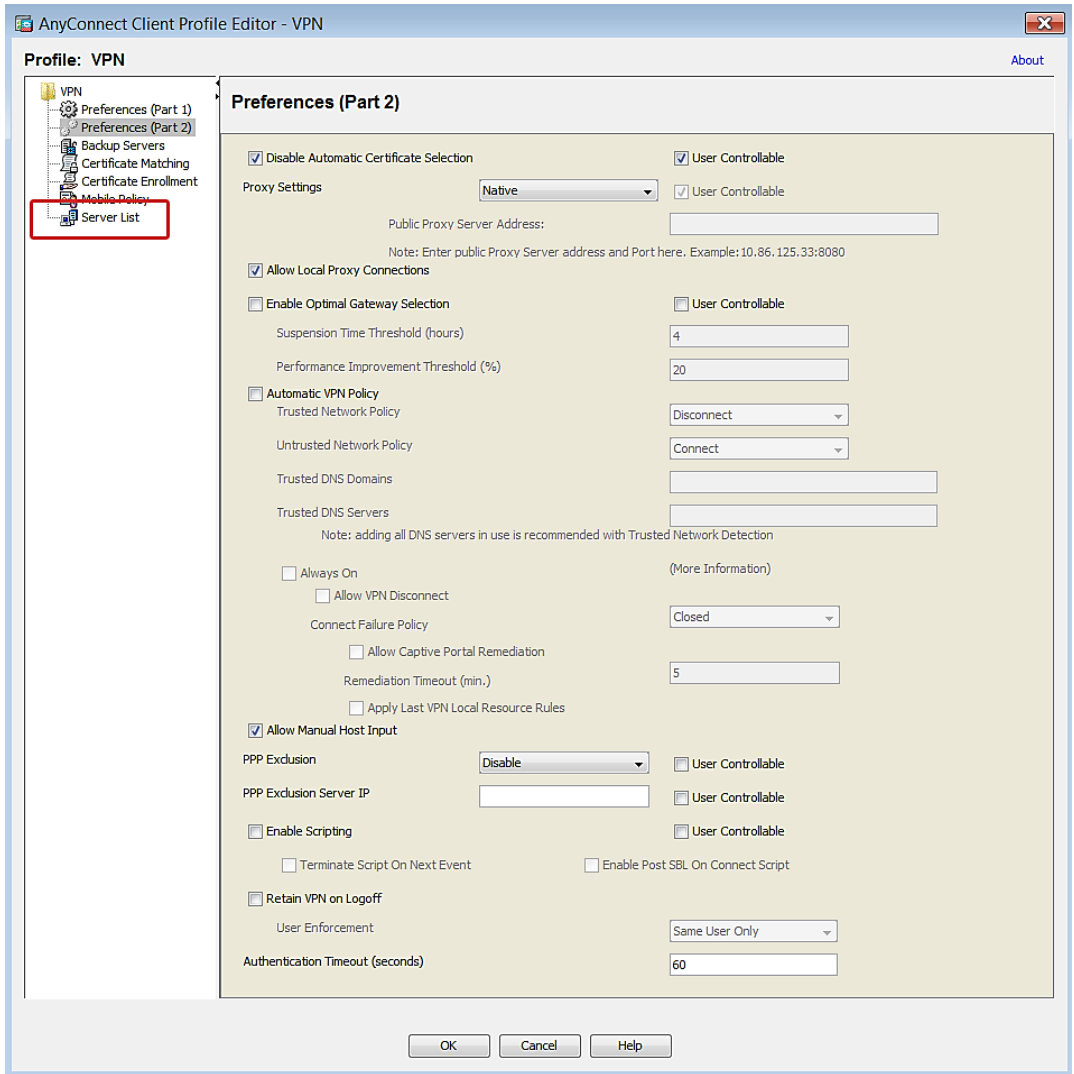 AnyConnect Client Profile Editor - VPN
Profile: VPN
About
VPN
Preferences (Part 1)
Preferences (Part 2)
Backup Servers
Certificate Matching
Certificate Enrollment
Mobile Policy
Server List
Preferences (Part 2)
Disable Automatic Certificate Selection User Controllable
Proxy Settings Native User Controllable
Public Proxy Server Address:
Note: Enter public Proxy Server address and Port here. Example:10.86.125.33:8080
Allow Local Proxy Connections
Enable Optimal Gateway Selection User Controllable
Suspension Time Threshold (hours) 4
Performance Improvement Threshold (%) 20
Automatic VPN Policy
Trusted Network Policy Disconnect
Untrusted Network Policy Connect
Trusted DNS Domains
Trusted DNS Servers
Note: adding all DNS servers in use is recommended with Trusted Network Detection
Always On (More Information)
Allow VPN Disconnect
Connect Failure Policy Closed
Allow Captive Portal Remediation
Remediation Timeout (min.) 5
Apply Last VPN Local Resource Rules
Allow Manual Host Input
PPP Exclusion Disable User Controllable
PPP Exclusion Server IP User Controllable
Enable Scripting User Controllable
Terminate Script On Next Event Enable Post SBL On Connect Script
Retain VPN on Logoff
User Enforcement Same User Only
Authentication Timeout (seconds) 60
OK Cancel Help